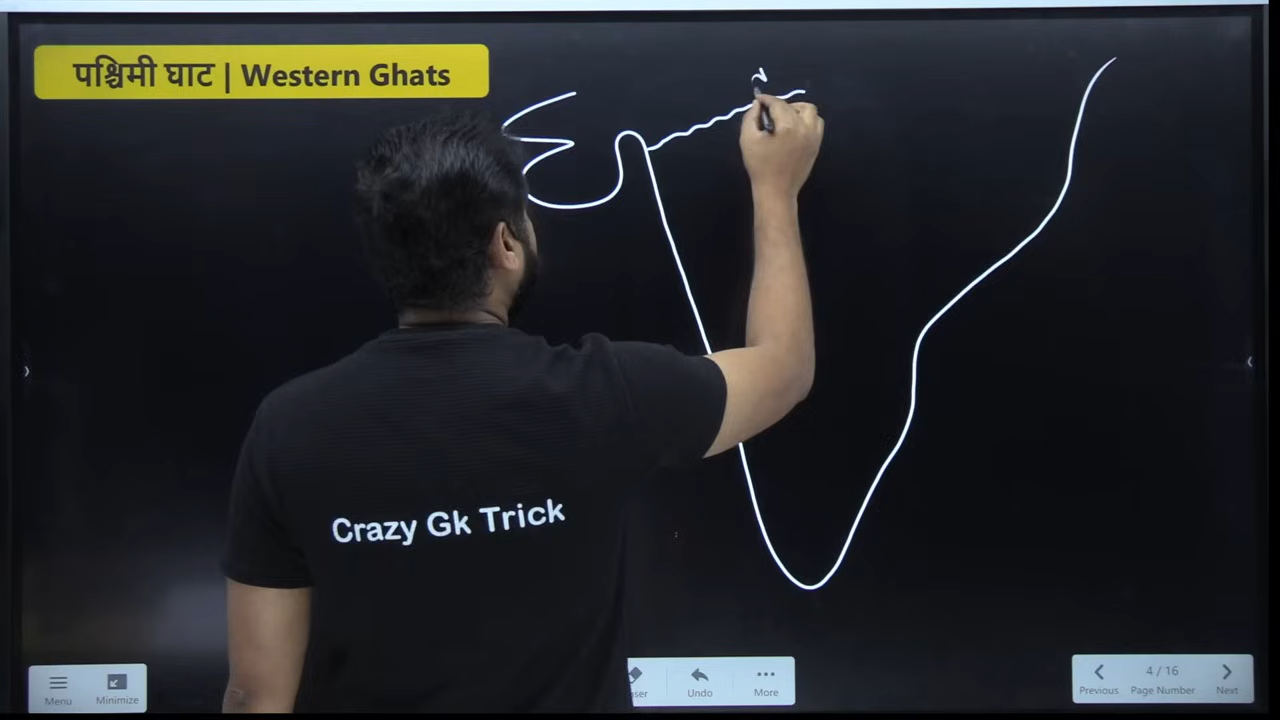 पश्चिमी घाट | Western Ghats
Crazy Gk Trick
Menu
Minimize
Undo
More
Previous
4 / 16
Page Number
Next